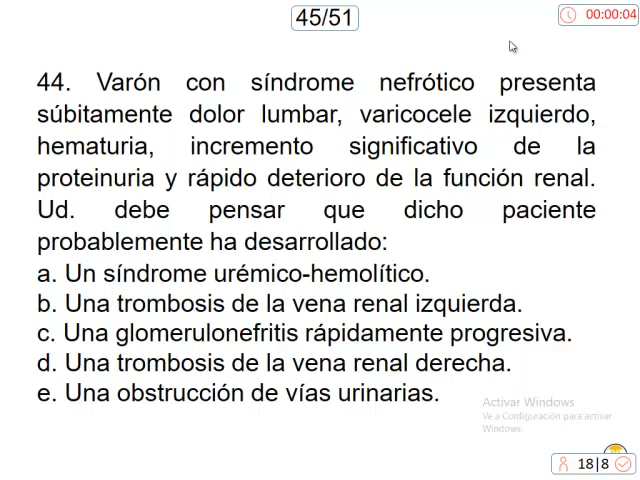 45/51
00:00:04
44. Varón con síndrome nefrótico presenta
súbitamente dolor lumbar, varicocele izquierdo,
hematuria, incremento significativo de la
proteinuria y rápido deterioro de la función renal.
Ud. debe pensar que dicho paciente
probablemente ha desarrollado:
a. Un síndrome urémico-hemolítico.
b. Una trombosis de la vena renal izquierda.
c. Una glomerulonefritis rápidamente progresiva.
d. Una trombosis de la vena renal derecha.
e. Una obstrucción de vías urinarias.
Activar Windows
Ve a Configuración para activar
Windows.
18|8